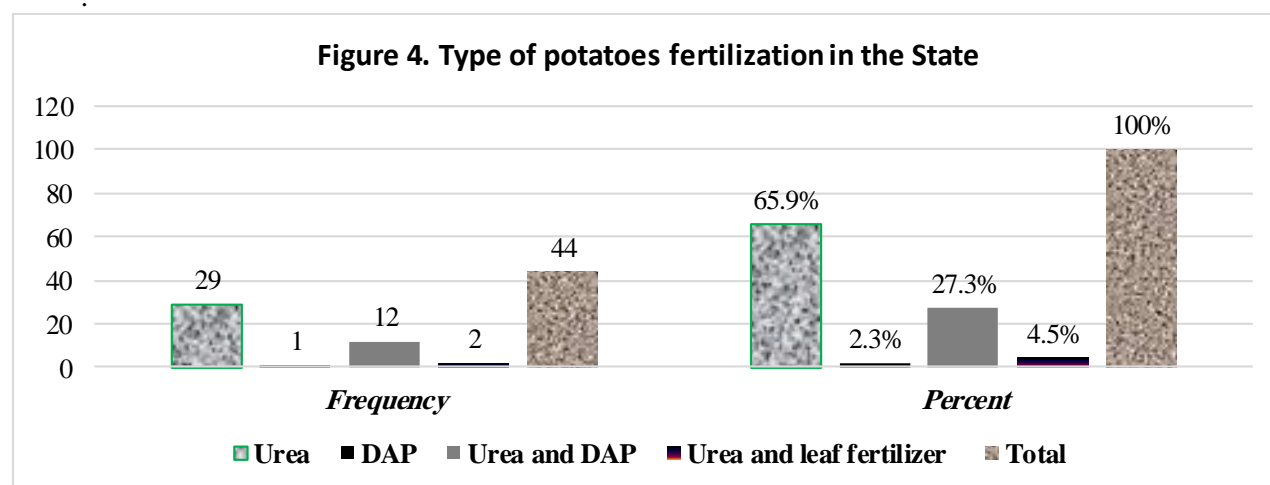 .
Figure 4. Type of potatoes fertilization in the State
120
100
80
60
40
20
0
29
1
12
2
44
65.9%
2.3%
27.3%
4.5%
100%
Frequency
Percent
Urea
DAP
Urea and DAP
Urea and leaf fertilizer
Total